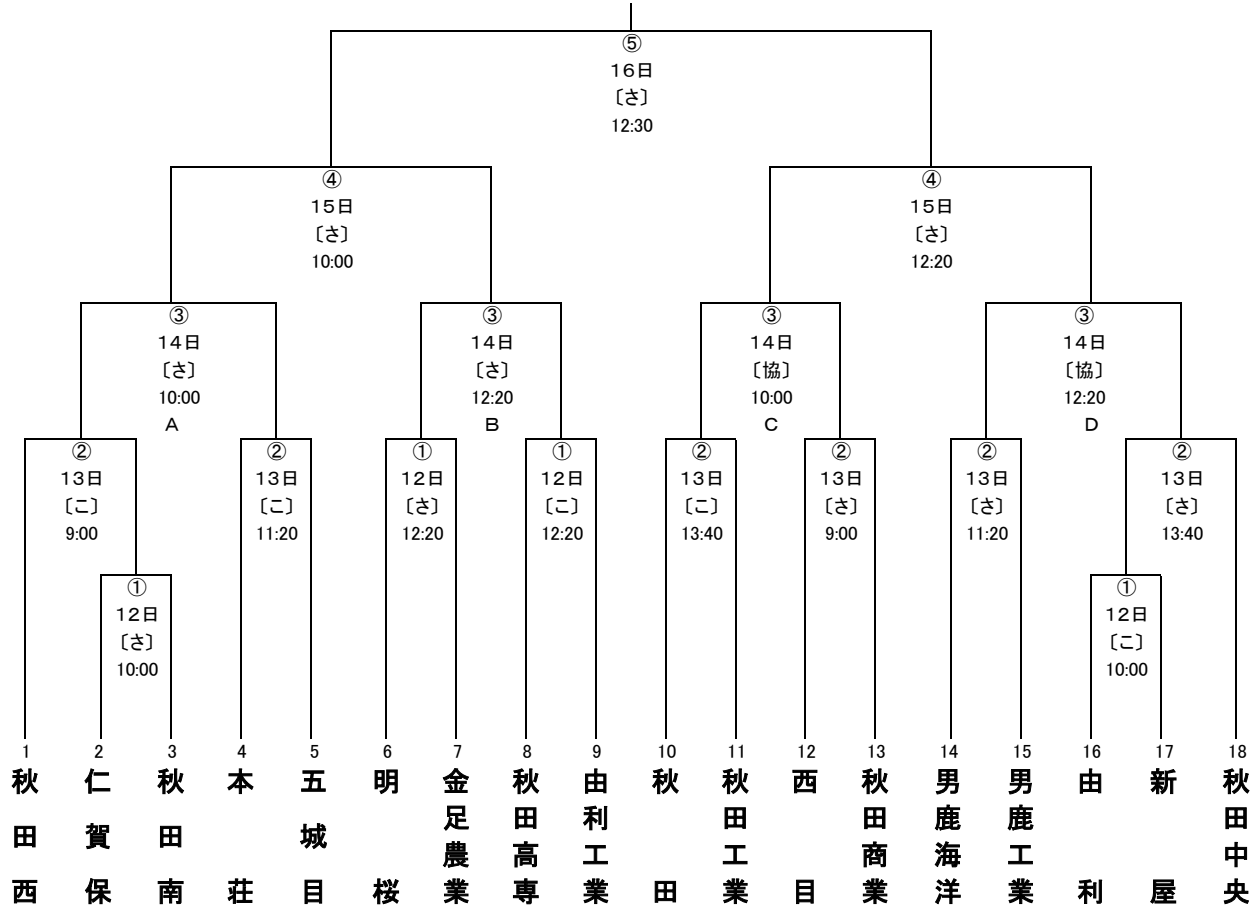 ⑤
16日
〔さ〕
12:30
④
15日
〔さ〕
10:00
④
15日
〔さ〕
12:20
③
14日
〔さ〕
10:00
A
③
14日
〔さ〕
12:20
B
③
14日
〔協〕
10:00
C
③
14日
〔協〕
12:20
D
②
13日
〔こ〕
9:00
②
13日
〔こ〕
11:20
①
12日
〔さ〕
12:20
①
12日
〔こ〕
12:20
②
13日
〔こ〕
13:40
②
13日
〔さ〕
9:00
②
13日
〔さ〕
11:20
②
13日
〔さ〕
13:40
①
12日
〔さ〕
10:00
①
12日
〔こ〕
10:00
1
秋田西
2
仁賀保
3
秋田南
4
本荘
5
五城目
6
明桜
7
金足農業
8
秋田高専
9
由利工業
10
秋田
11
秋田工業
12
西目
13
秋田商業
14
男鹿海洋
15
男鹿工業
16
由利
17
新屋
18
秋田中央